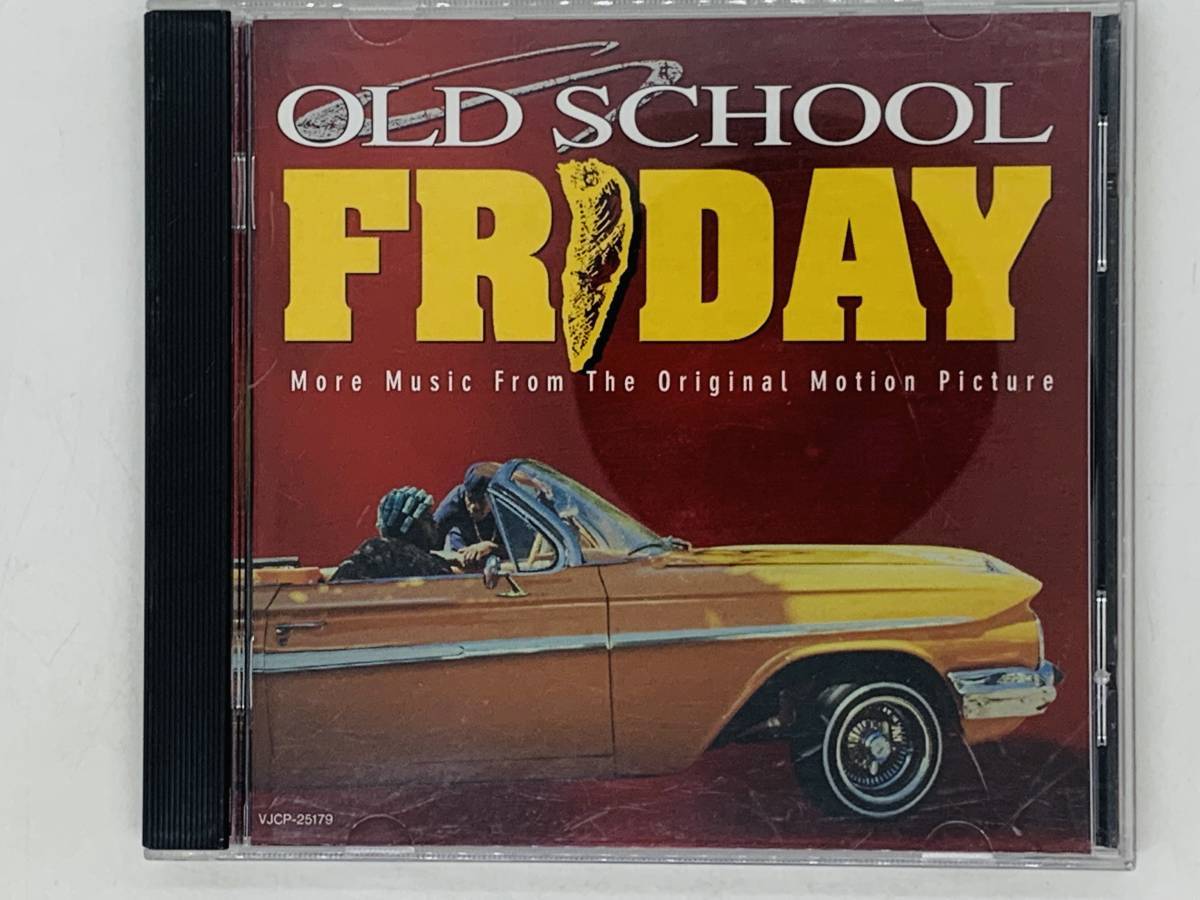 OLD SCHOOL
FRIDAY
More Music From The Original Motion Picture
VJCP-25179